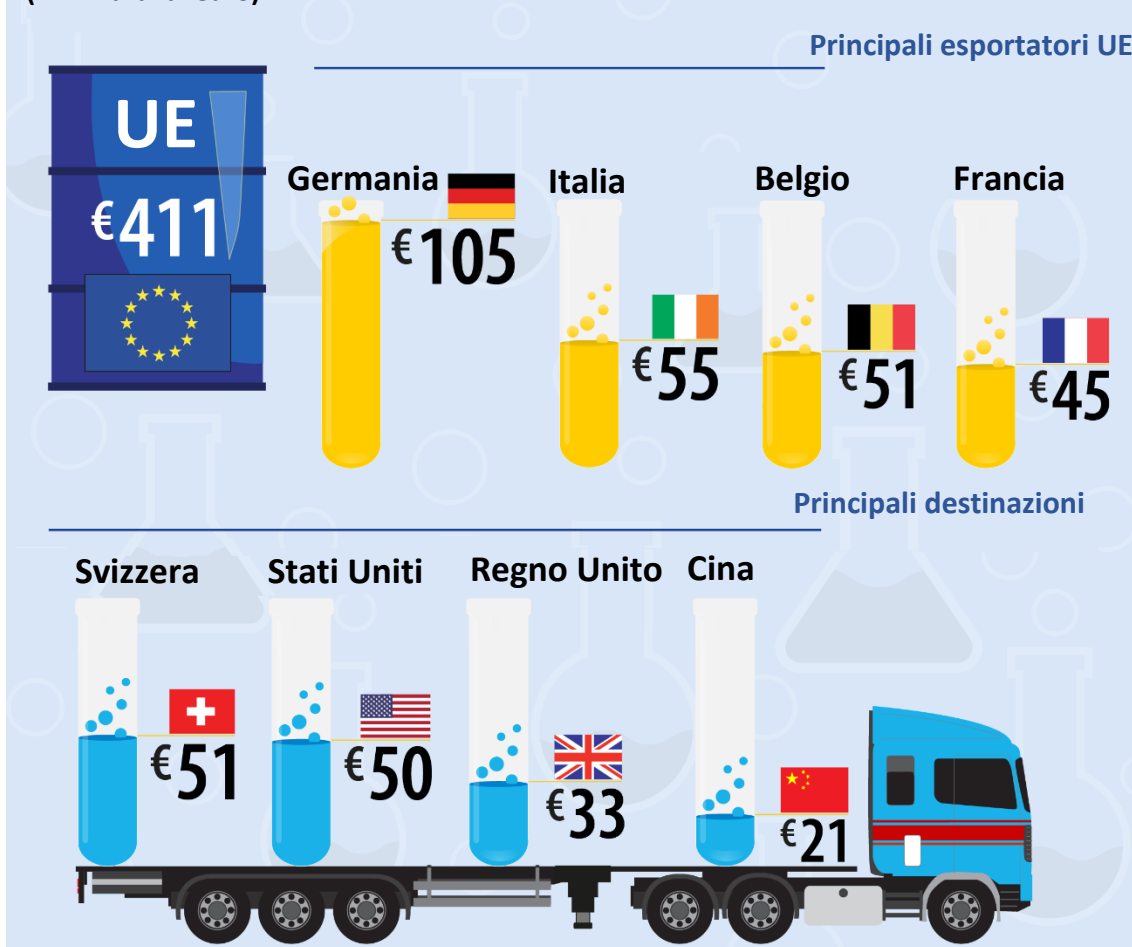 Principali esportatori UE
UE
€411
Germania
€105
Italia
€55
Belgio
€51
Francia
€45
Principali destinazioni
Svizzera
€51
Stati Uniti
€50
Regno Unito
€33
Cina
€21